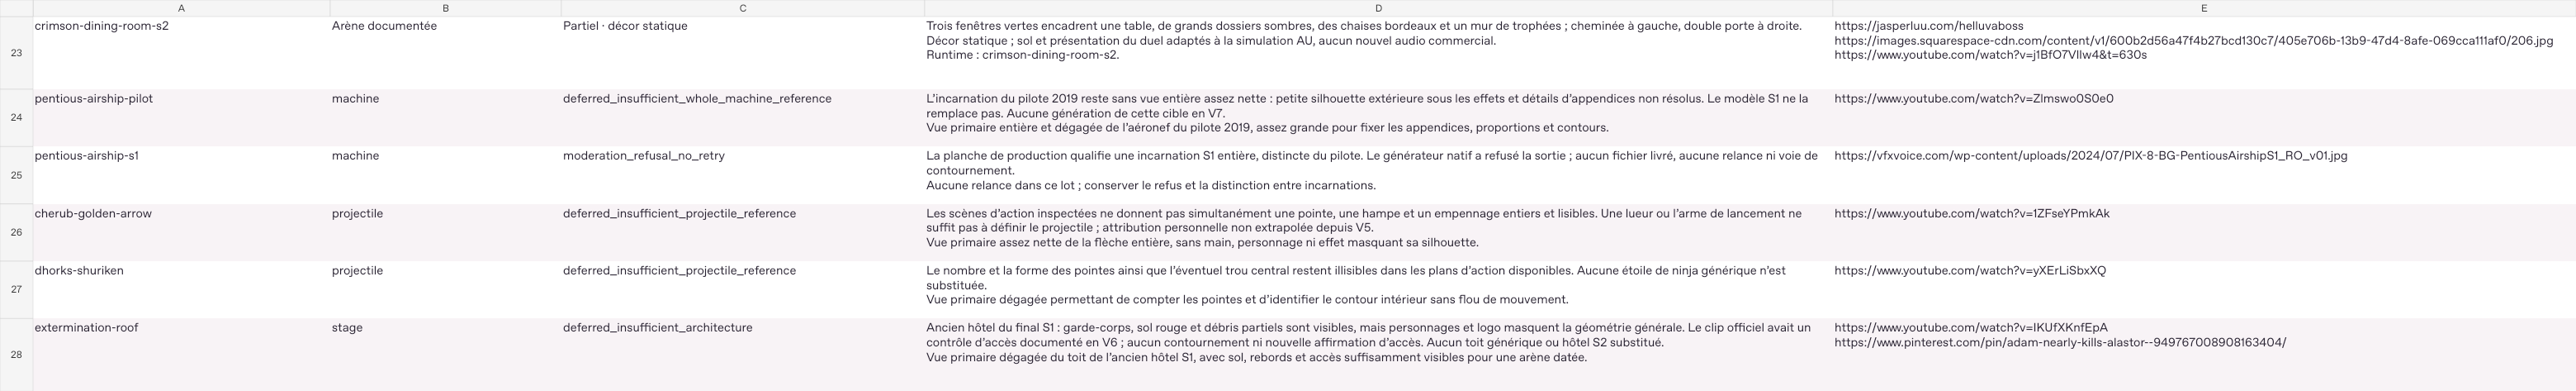 A B C D E
23
crimson-dining-room-s2
Arène documentée
Partiel · décor statique
Trois fenêtres vertes encadrent une table, de grands dossiers sombres, des chaises bordeaux et un mur de trophées ; cheminée à gauche, double porte à droite.
Décor statique ; sol et présentation du duel adaptés à la simulation AU, aucun nouvel audio commercial.
Runtime : crimson-dining-room-s2.
https://jasperluu.com/helluvaboss
https://images.squarespace-cdn.com/content/v1/600b2d56a47f4b27bcd130c7/405e706b-13b9-47d4-8afe-069cca111af0/206.jpg
https://www.youtube.com/watch?v=j1BfO7VIlw4&t=630s
24
pentious-airship-pilot
machine
deferred_insufficient_whole_machine_reference
L’incarnation du pilote 2019 reste sans vue entière assez nette : petite silhouette extérieure sous les effets et détails d’appendices non résolus. Le modèle S1 ne la
remplace pas. Aucune génération de cette cible en V7.
Vue primaire entière et dégagée de l’aéronef du pilote 2019, assez grande pour fixer les appendices, proportions et contours.
https://www.youtube.com/watch?v=Zlmswo0S0e0
25
pentious-airship-s1
machine
moderation_refusal_no_retry
La planche de production qualifie une incarnation S1 entière, distincte du pilote. Le générateur natif a refusé la sortie ; aucun fichier livré, aucune relance ni voie de
contournement.
Aucune relance dans ce lot ; conserver le refus et la distinction entre incarnations.
https://vfxvoice.com/wp-content/uploads/2024/07/PIX-8-BG-PentiousAirshipS1_RO_v01.jpg
26
cherub-golden-arrow
projectile
deferred_insufficient_projectile_reference
Les scènes d’action inspectées ne donnent pas simultanément une pointe, une hampe et un empennage entiers et lisibles. Une lueur ou l’arme de lancement ne
suffit pas à définir le projectile ; attribution personnelle non extrapolée depuis V5.
Vue primaire assez nette de la flèche entière, sans main, personnage ni effet masquant sa silhouette.
https://www.youtube.com/watch?v=1ZFseYPmkAk
27
dhorks-shuriken
projectile
deferred_insufficient_projectile_reference
Le nombre et la forme des pointes ainsi que l’éventuel trou central restent illisibles dans les plans d’action disponibles. Aucune étoile de ninja générique n’est
substituée.
Vue primaire dégagée permettant de compter les pointes et d’identifier le contour intérieur sans flou de mouvement.
https://www.youtube.com/watch?v=yXErLiSbxXQ
28
extermination-roof
stage
deferred_insufficient_architecture
Ancien hôtel du final S1 : garde-corps, sol rouge et débris partiels sont visibles, mais personnages et logo masquent la géométrie générale. Le clip officiel avait un
contrôle d’accès documenté en V6 ; aucun contournement ni nouvelle affirmation d’accès. Aucun toit générique ou hôtel S2 substitué.
Vue primaire dégagée du toit de l’ancien hôtel S1, avec sol, rebords et accès suffisamment visibles pour une arène datée.
https://www.youtube.com/watch?v=IKUfXKnfEpA
https://www.pinterest.com/pin/adam-nearly-kills-alastor--949767008908163404/